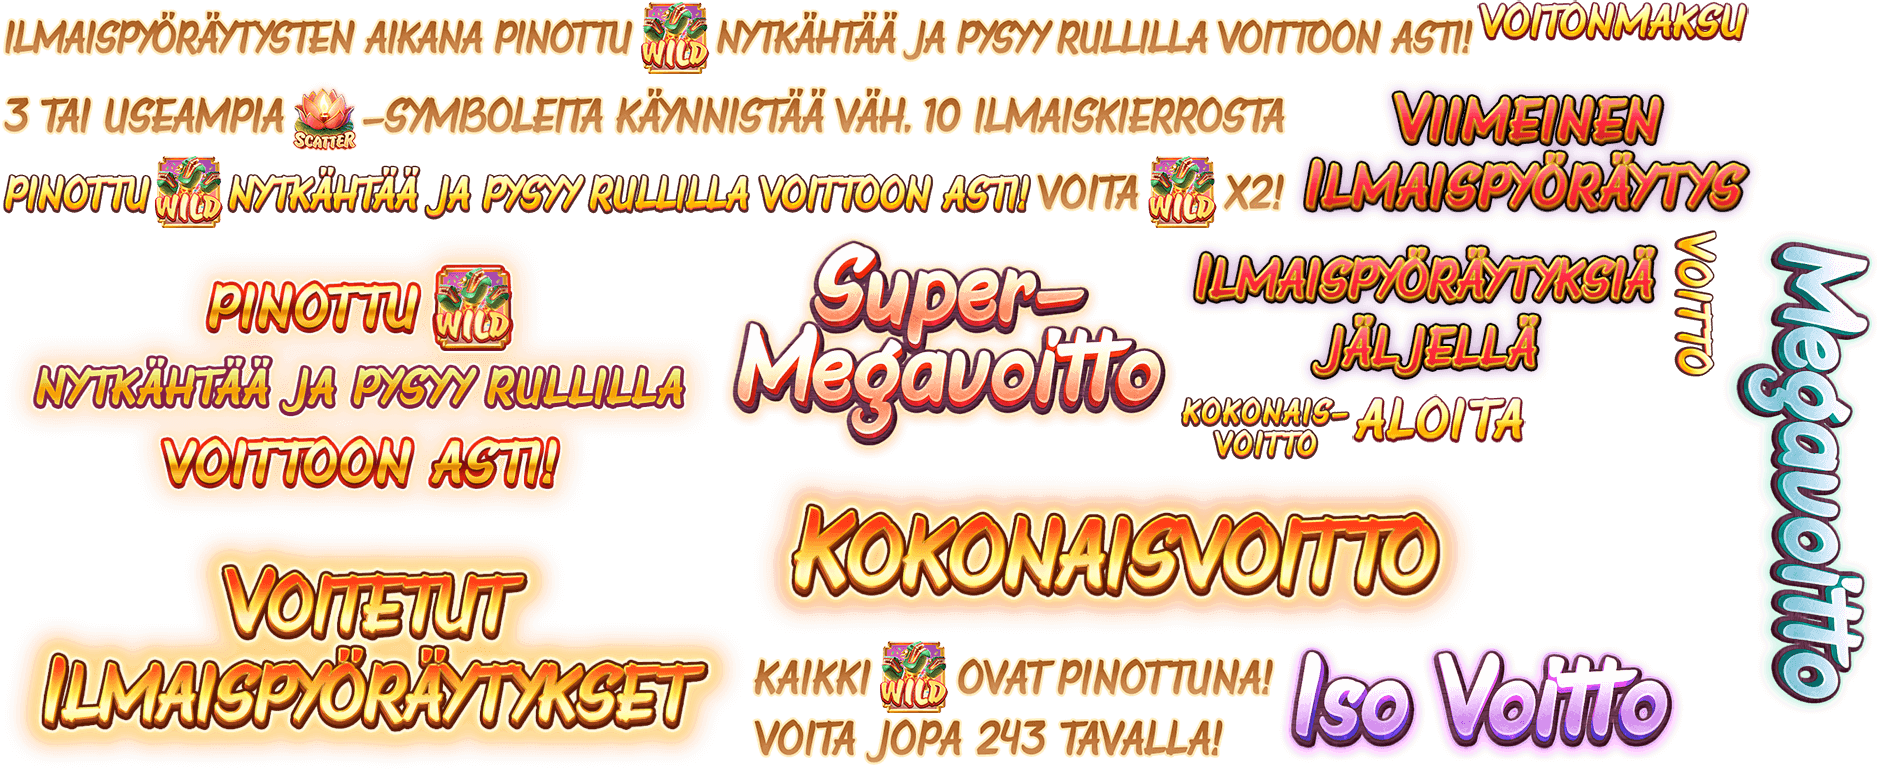 ILMAISPYÖRÄYTYSTEN AIKANA PINOTTU WILD NYTKÄHTÄÄ JA PYSYY RULLILLA VOITTOON ASTI!
VOITONMAKSU
3 TAI USEAMPIA SCATTER -SYMBOLEITA KÄYNNISTÄÄ VÄH. 10 ILMAISKIERROSTA
VIIMEINEN
ILMAISPYÖRÄYTYS
PINOTTU WILD NYTKÄHTÄÄ JA PYSYY RULLILLA VOITTOON ASTI!
VOITA WILD X2!
PINOTTU WILD
NYTKÄHTÄÄ JA PYSYY RULLILLA
VOITTOON ASTI!
Super-
Megavoitto
ILMAISPYÖRÄYTYKSIÄ
JÄLJELLÄ
VOITTO
Megavoitto
KOKONAIS-
VOITTO
ALOITA
KOKONAISVOITTO
VOITETUT
ILMAISPYÖRÄYTYKSET
KAIKKI WILD OVAT PINOTTUNA!
VOITA JOPA 243 TAVALLA!
Iso Voitto